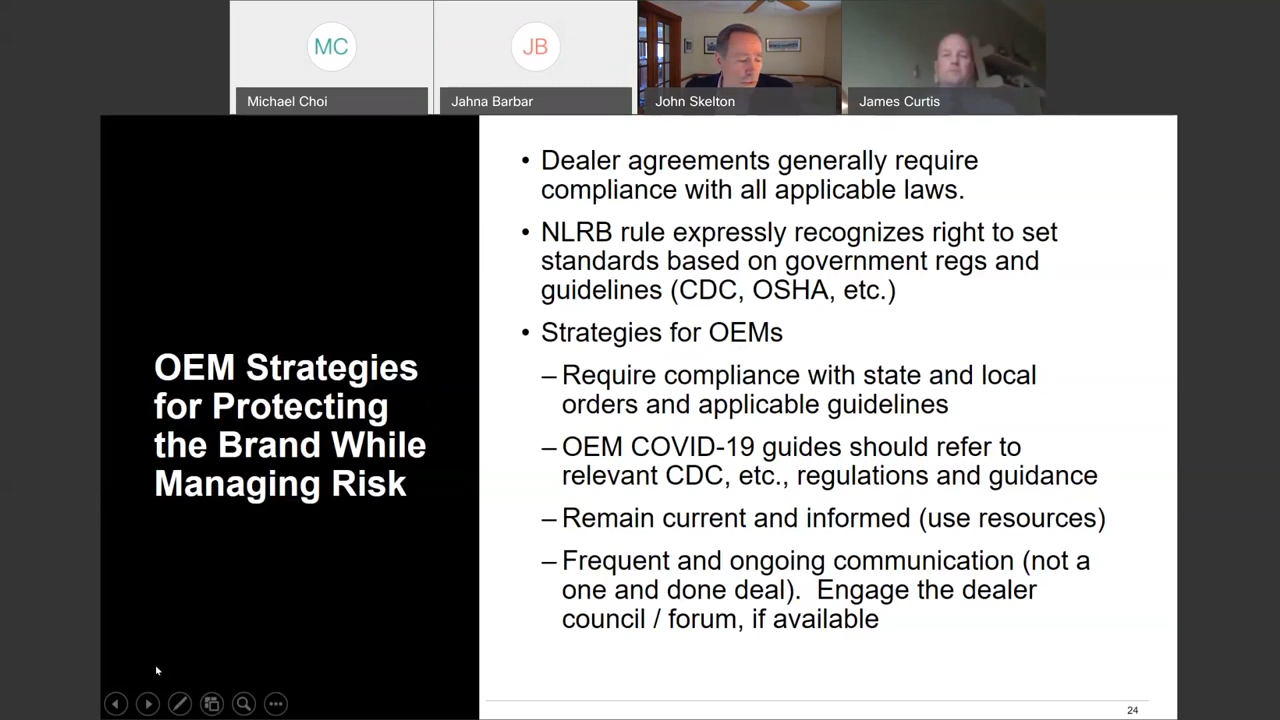 MC
JB
Michael Choi
Jahna Barbar
John Skelton
James Curtis
OEM Strategies
for Protecting
the Brand While
Managing Risk
• Dealer agreements generally require
compliance with all applicable laws.
• NLRB rule expressly recognizes right to set
standards based on government regs and
guidelines (CDC, OSHA, etc.)
• Strategies for OEMs
– Require compliance with state and local
orders and applicable guidelines
– OEM COVID-19 guides should refer to
relevant CDC, etc., regulations and guidance
– Remain current and informed (use resources)
– Frequent and ongoing communication (not a
one and done deal).  Engage the dealer
council / forum, if available
24